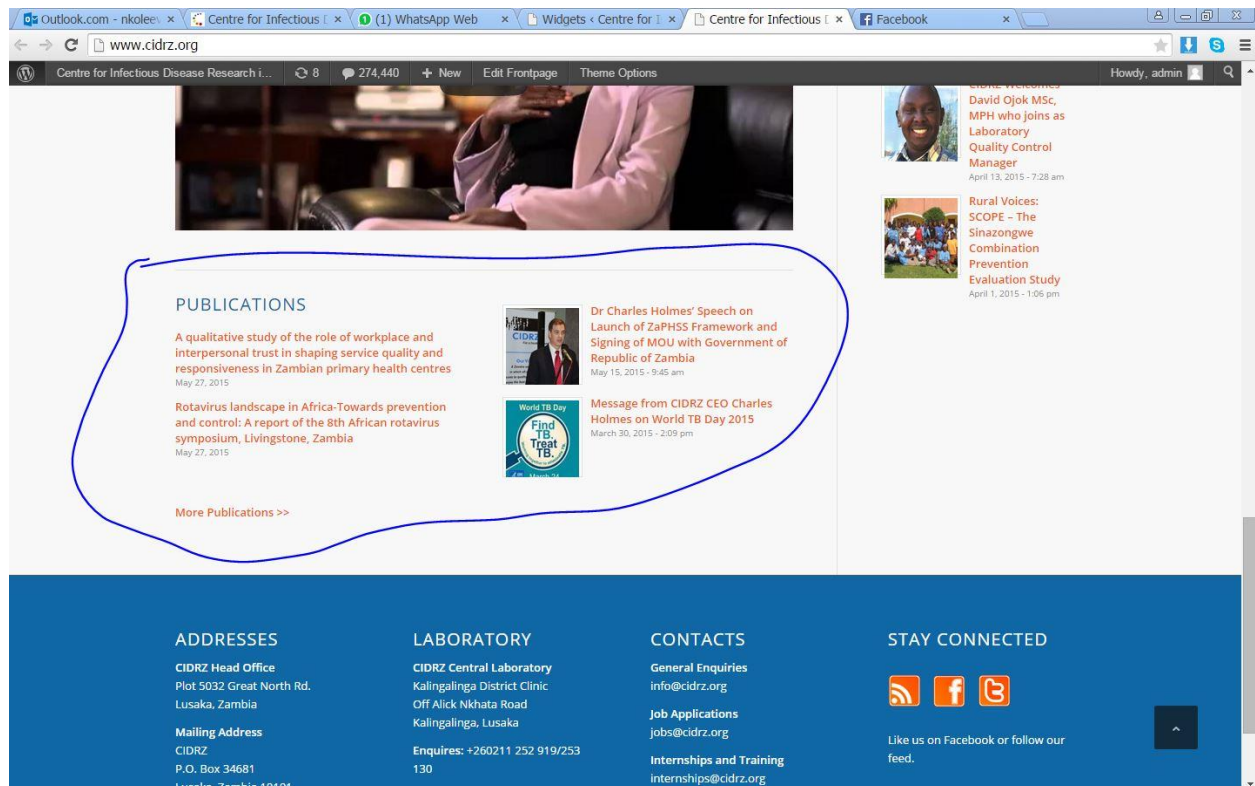 Outlook.com - nkolee
Centre for Infectious
(1) WhatsApp Web
Widgets ‹ Centre for I
Centre for Infectious
Facebook
www.cidrz.org
Centre for Infectious Disease Research i... 8 274,440 + New Edit Frontpage Theme Options Howdy, admin
CIDRZ Welcomes
David Ojok MSc,
MPH who joins as
Laboratory
Quality Control
Manager
April 13, 2015 - 7:28 am
Rural Voices:
SCOPE – The
Sinazongwe
Combination
Prevention
Evaluation Study
April 1, 2015 - 1:06 pm
PUBLICATIONS
A qualitative study of the role of workplace and
interpersonal trust in shaping service quality and
responsiveness in Zambian primary health centres
May 27, 2015
Rotavirus landscape in Africa-Towards prevention
and control: A report of the 8th African rotavirus
symposium, Livingstone, Zambia
May 27, 2015
More Publications >>
CIDRZ
Dr Charles Holmes’ Speech on
Launch of ZaPHSS Framework and
Signing of MOU with Government of
Republic of Zambia
May 15, 2015 - 9:45 am
World TB Day
Find
TB.
Treat
TB.
March 24
Message from CIDRZ CEO Charles
Holmes on World TB Day 2015
March 30, 2015 - 2:09 pm
ADDRESSES
CIDRZ Head Office
Plot 5032 Great North Rd.
Lusaka, Zambia
Mailing Address
CIDRZ
P.O. Box 34681
Lusaka, Zambia 10101
LABORATORY
CIDRZ Central Laboratory
Kalingalinga District Clinic
Off Alick Nkhata Road
Kalingalinga, Lusaka
Enquires: +260211 252 919/253
130
CONTACTS
General Enquiries
info@cidrz.org
Job Applications
jobs@cidrz.org
Internships and Training
internships@cidrz.org
STAY CONNECTED
Like us on Facebook or follow our
feed.